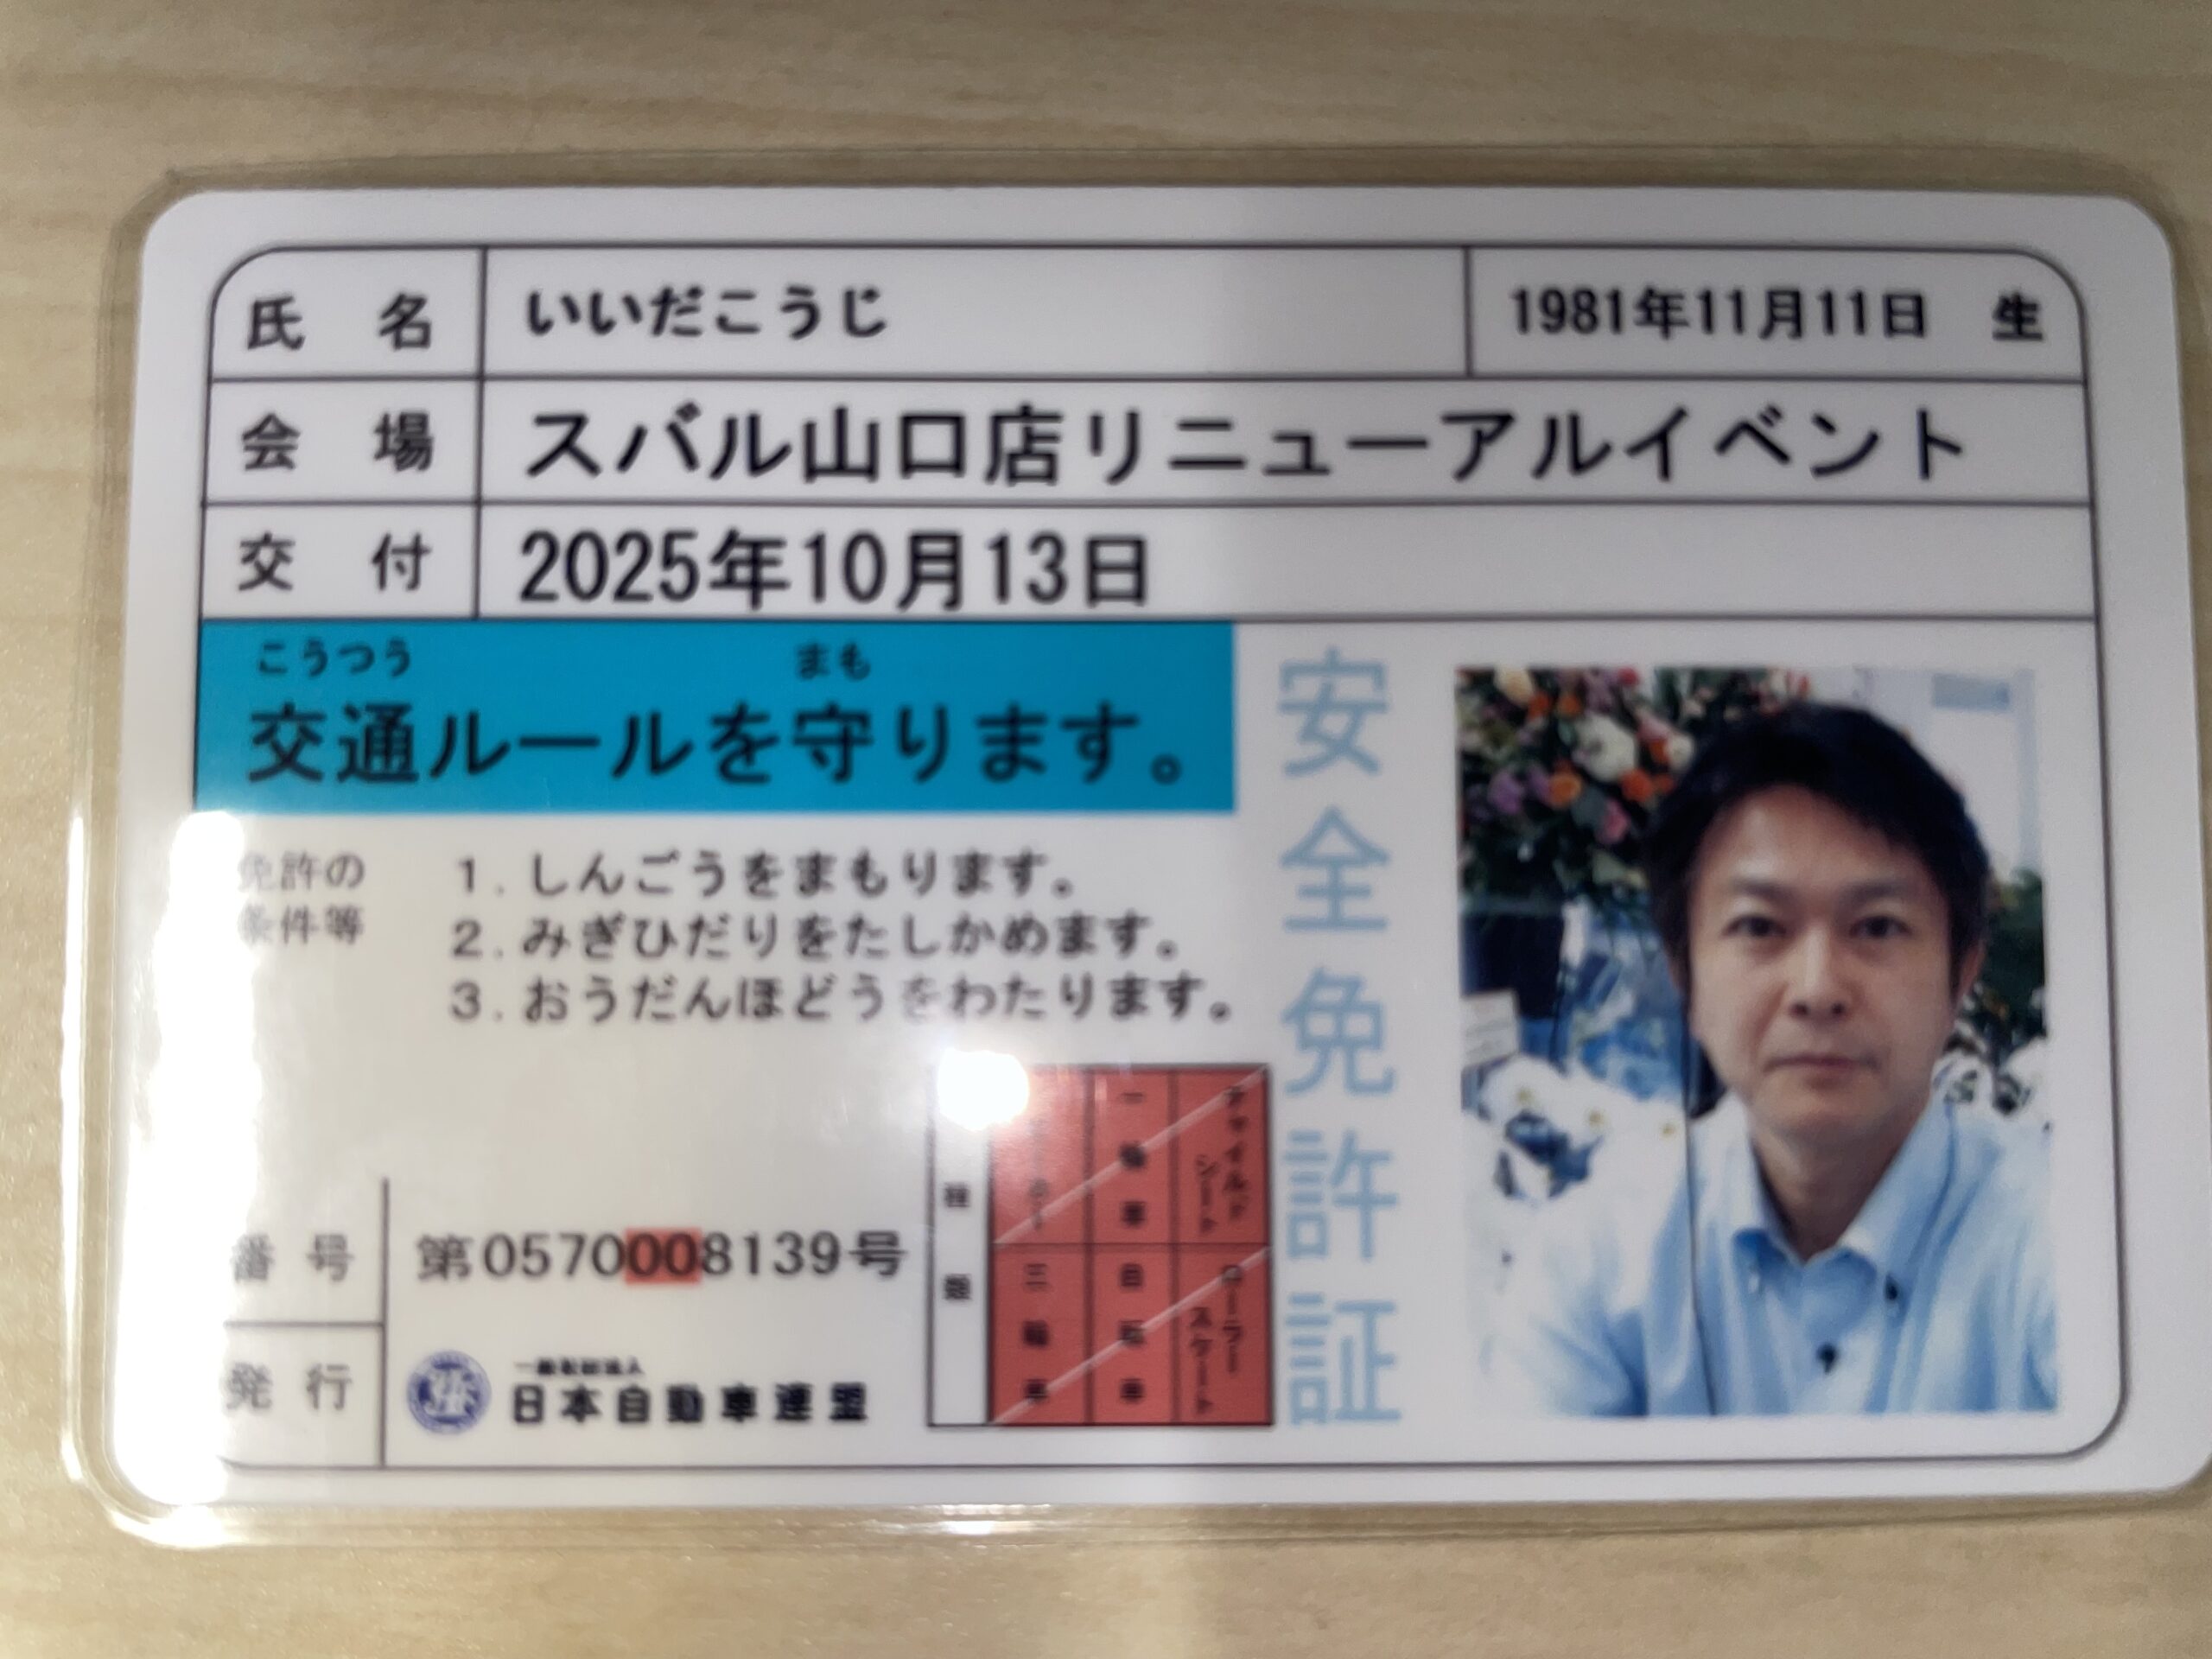 氏名 いいだこうじ 1981年11月11日 生
会場 スバル山口店リニューアルイベント
交付 2025年10月13日
こうつう まも
交通ルールを守ります。
免許の
条件等
1. しんごうをまもります。
2. みぎひだりをたしかめます。
3. おうだんほどうをわたります。
安全免許証
種類
一輪車
チャイルドシート
三輪車
自転車
ローラースケート
番号 第0570008139号
発行
一般社団法人
日本自動車連盟